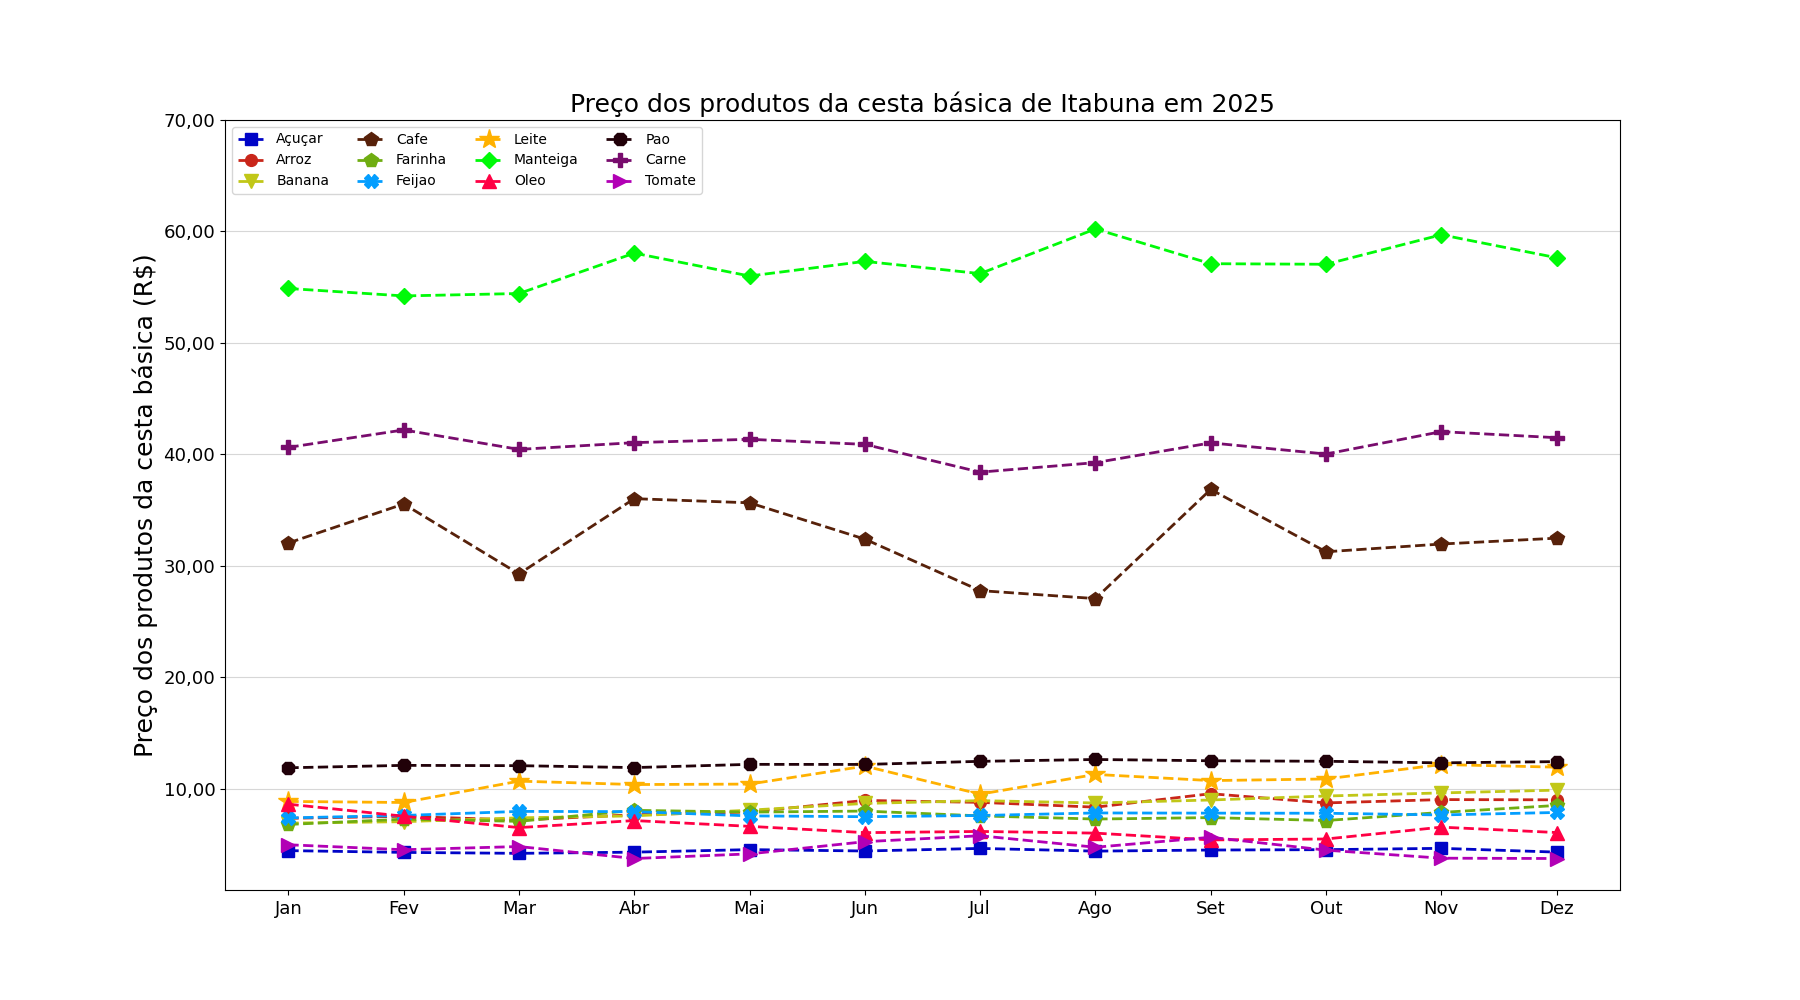 Preço dos produtos da cesta básica de Itabuna em 2025
Preço dos produtos da cesta básica (R$)
70,00
60,00
50,00
40,00
30,00
20,00
10,00
Açuçar Cafe Leite Pao
Arroz Farinha Manteiga Carne
Banana Feijao Oleo Tomate
Jan Fev Mar Abr Mai Jun Jul Ago Set Out Nov Dez